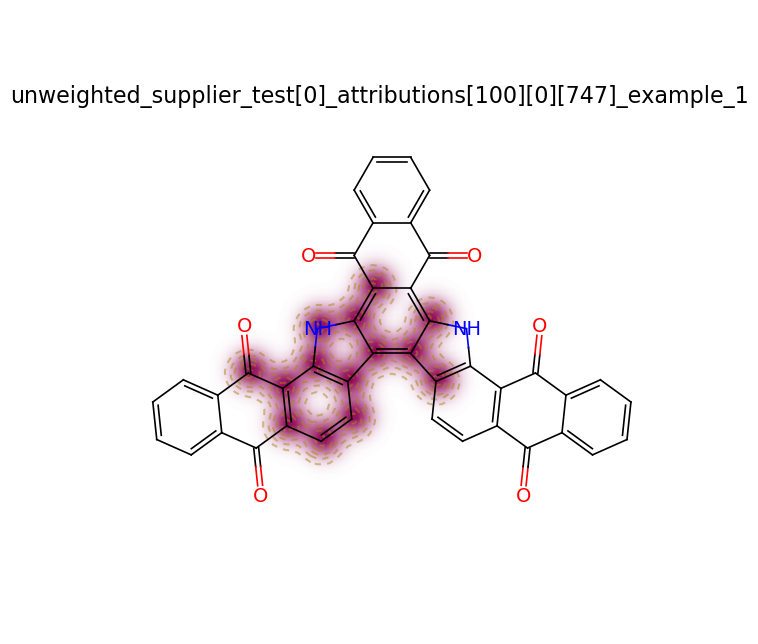 unweighted_supplier_test[0]_attributions[100][0][747]_example_1
O O
O NH NH O
O O